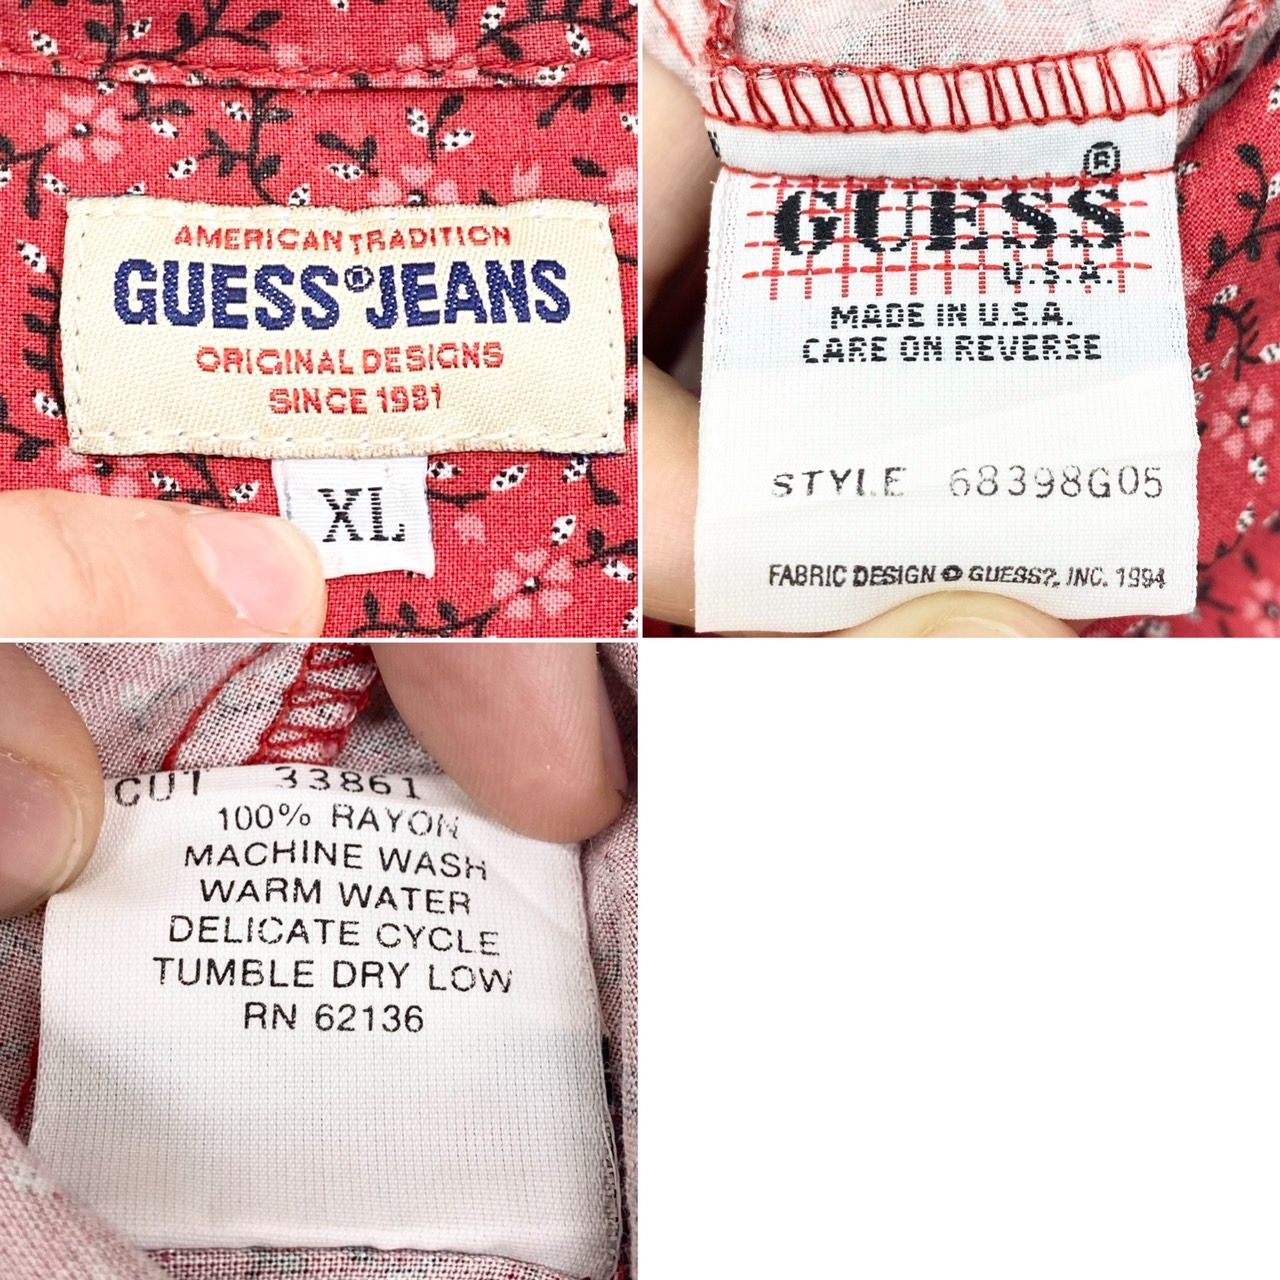 AMERICAN TRADITION
GUESS®JEANS
ORIGINAL DESIGNS
SINCE 1981
XL
GUESS®
U.S.A.
MADE IN U.S.A.
CARE ON REVERSE
STYLE 68398G05
FABRIC DESIGN © GUESS?, INC. 1994
CUT 33861
100% RAYON
MACHINE WASH
WARM WATER
DELICATE CYCLE
TUMBLE DRY LOW
RN 62136